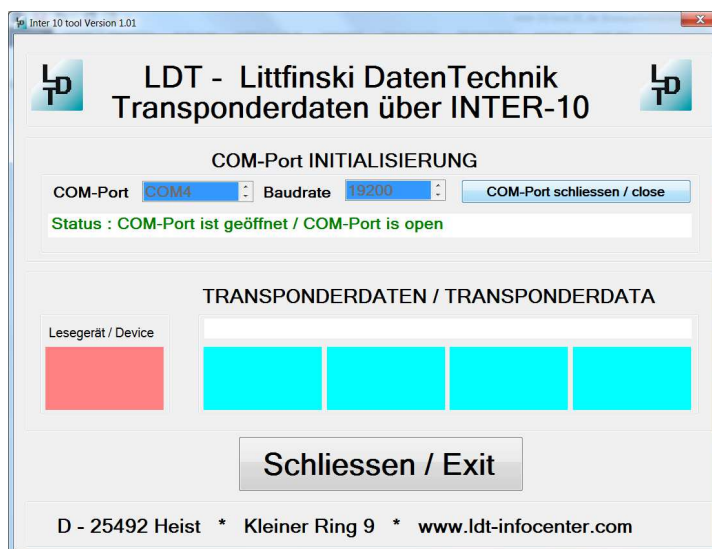 Inter 10 tool Version 1.01
LDT - Littfinski DatenTechnik
Transponderdaten über INTER-10
LDT
LDT
COM-Port INITIALISIERUNG
COM-Port COM4 Baudrate 19200 COM-Port schliessen / close
Status : COM-Port ist geöffnet / COM-Port is open
TRANSPONDERDATEN / TRANSPONDERDATA
Lesegerät / Device
Schliessen / Exit
D - 25492 Heist * Kleiner Ring 9 * www.ldt-infocenter.com